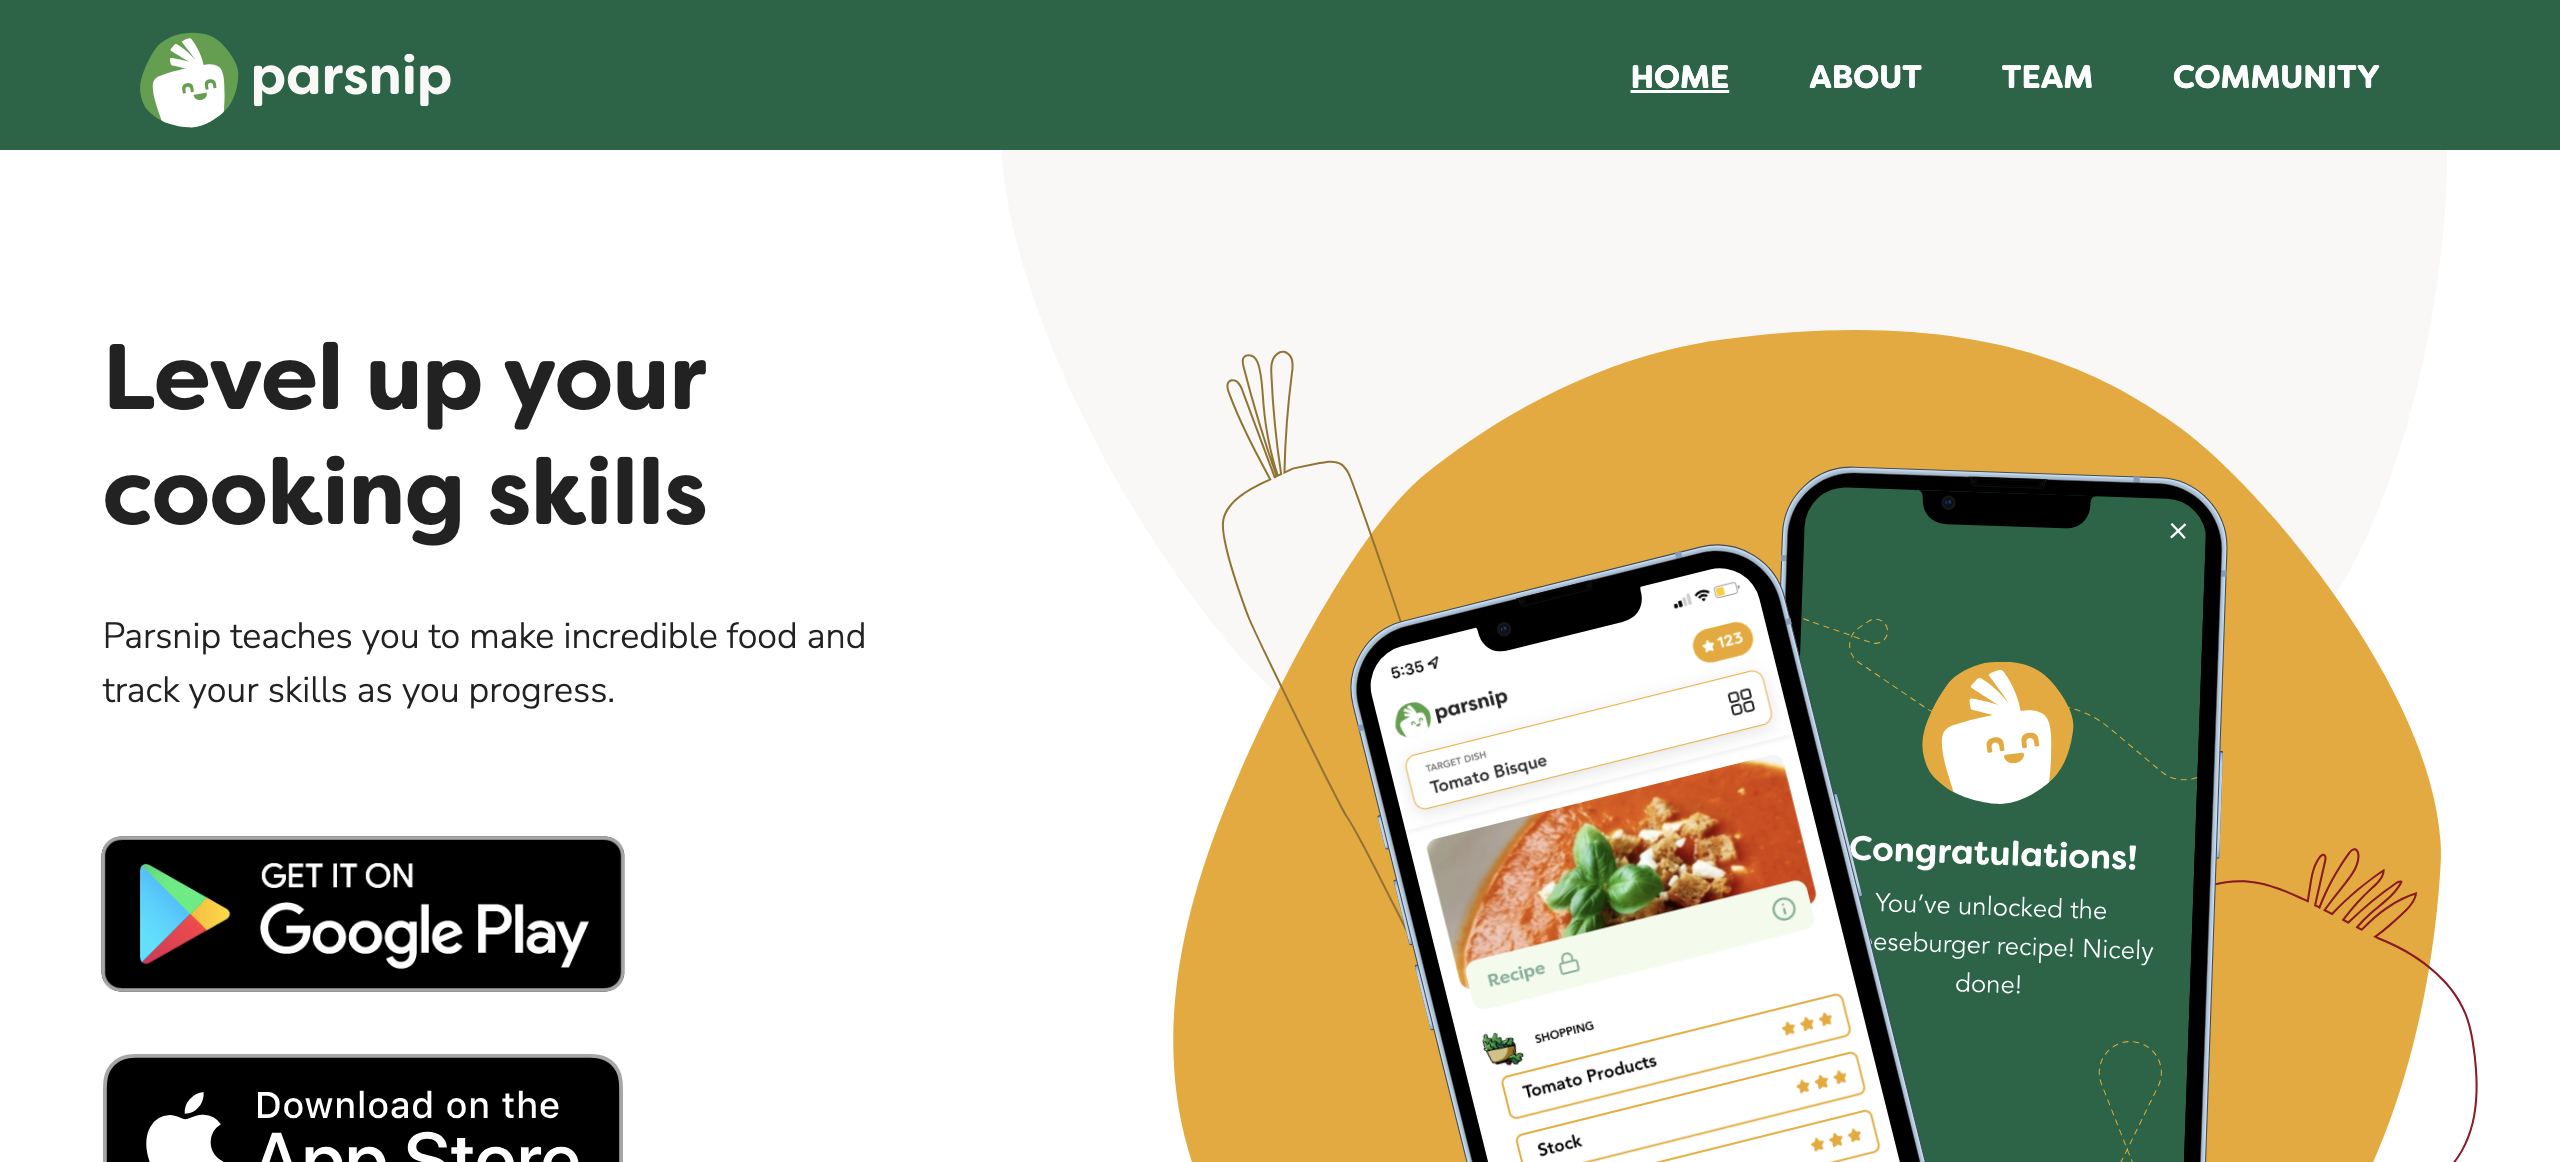 parsnip
HOME
ABOUT
TEAM
COMMUNITY
Level up your
cooking skills
Parsnip teaches you to make incredible food and
track your skills as you progress.
GET IT ON
Google Play
Download on the
App Store
5:35
123
parsnip
TARGET DISH
Tomato Bisque
Recipe
SHOPPING
Tomato Products
Stock
Congratulations!
You’ve unlocked the
eseburger recipe! Nicely
done!